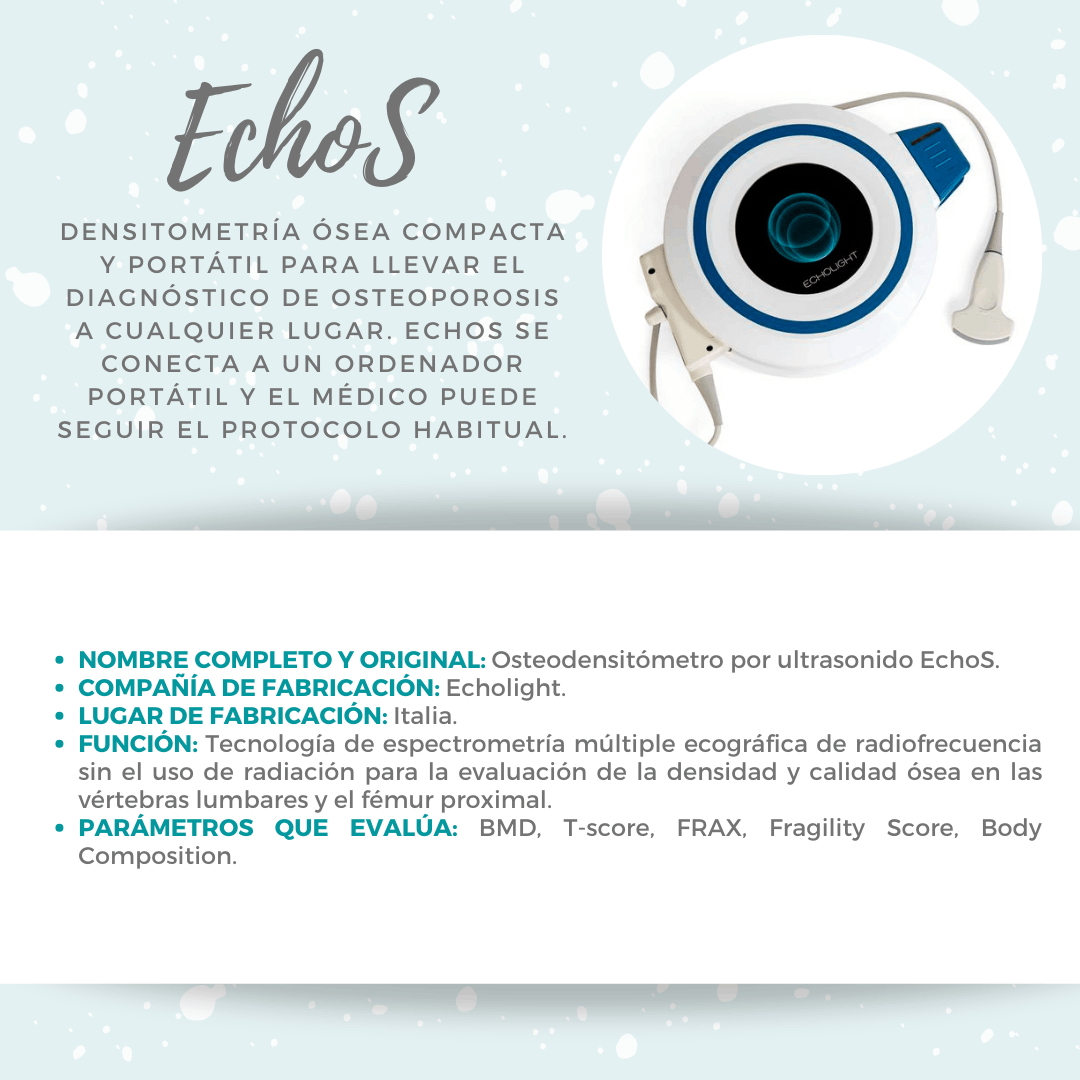 EchoS
DENSITOMETRÍA ÓSEA COMPACTA
Y PORTÁTIL PARA LLEVAR EL
DIAGNÓSTICO DE OSTEOPOROSIS
A CUALQUIER LUGAR. ECHOS SE
CONECTA A UN ORDENADOR
PORTÁTIL Y EL MÉDICO PUEDE
SEGUIR EL PROTOCOLO HABITUAL.
ECHOLIGHT
• NOMBRE COMPLETO Y ORIGINAL: Osteodensitómetro por ultrasonido EchoS.
• COMPAÑÍA DE FABRICACIÓN: Echolight.
• LUGAR DE FABRICACIÓN: Italia.
• FUNCIÓN: Tecnología de espectrometría múltiple ecográfica de radiofrecuencia
sin el uso de radiación para la evaluación de la densidad y calidad ósea en las
vértebras lumbares y el fémur proximal.
• PARÁMETROS QUE EVALÚA: BMD, T-score, FRAX, Fragility Score, Body
Composition.